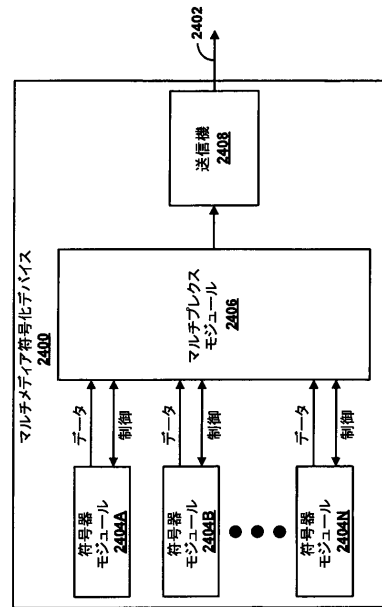 マルチメディア符号化デバイス
2400
符号器
モジュール
2404A
データ
制御
符号器
モジュール
2404B
データ
制御
符号器
モジュール
2404N
データ
制御
マルチプレクス
モジュール
2406
送信機
2408
2402